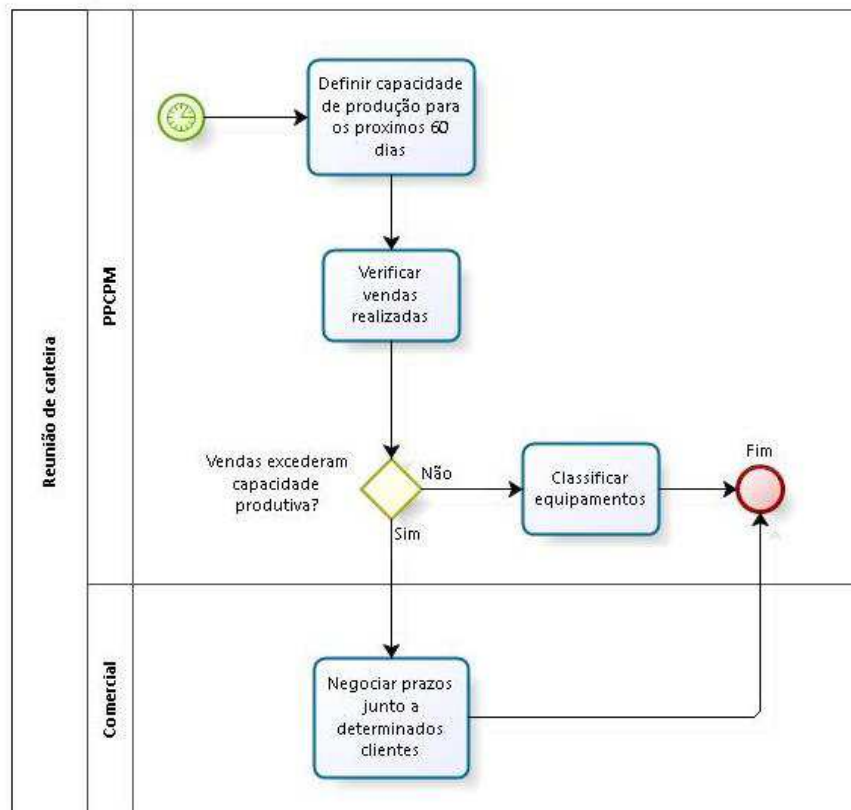 Reunião de carteira
PPCPM
Definir capacidade
de produção para
os proximos 60
dias
Verificar
vendas
realizadas
Vendas excederam
capacidade
produtiva?
Não
Sim
Classificar
equipamentos
Fim
Comercial
Negociar prazos
junto a
determinados
clientes